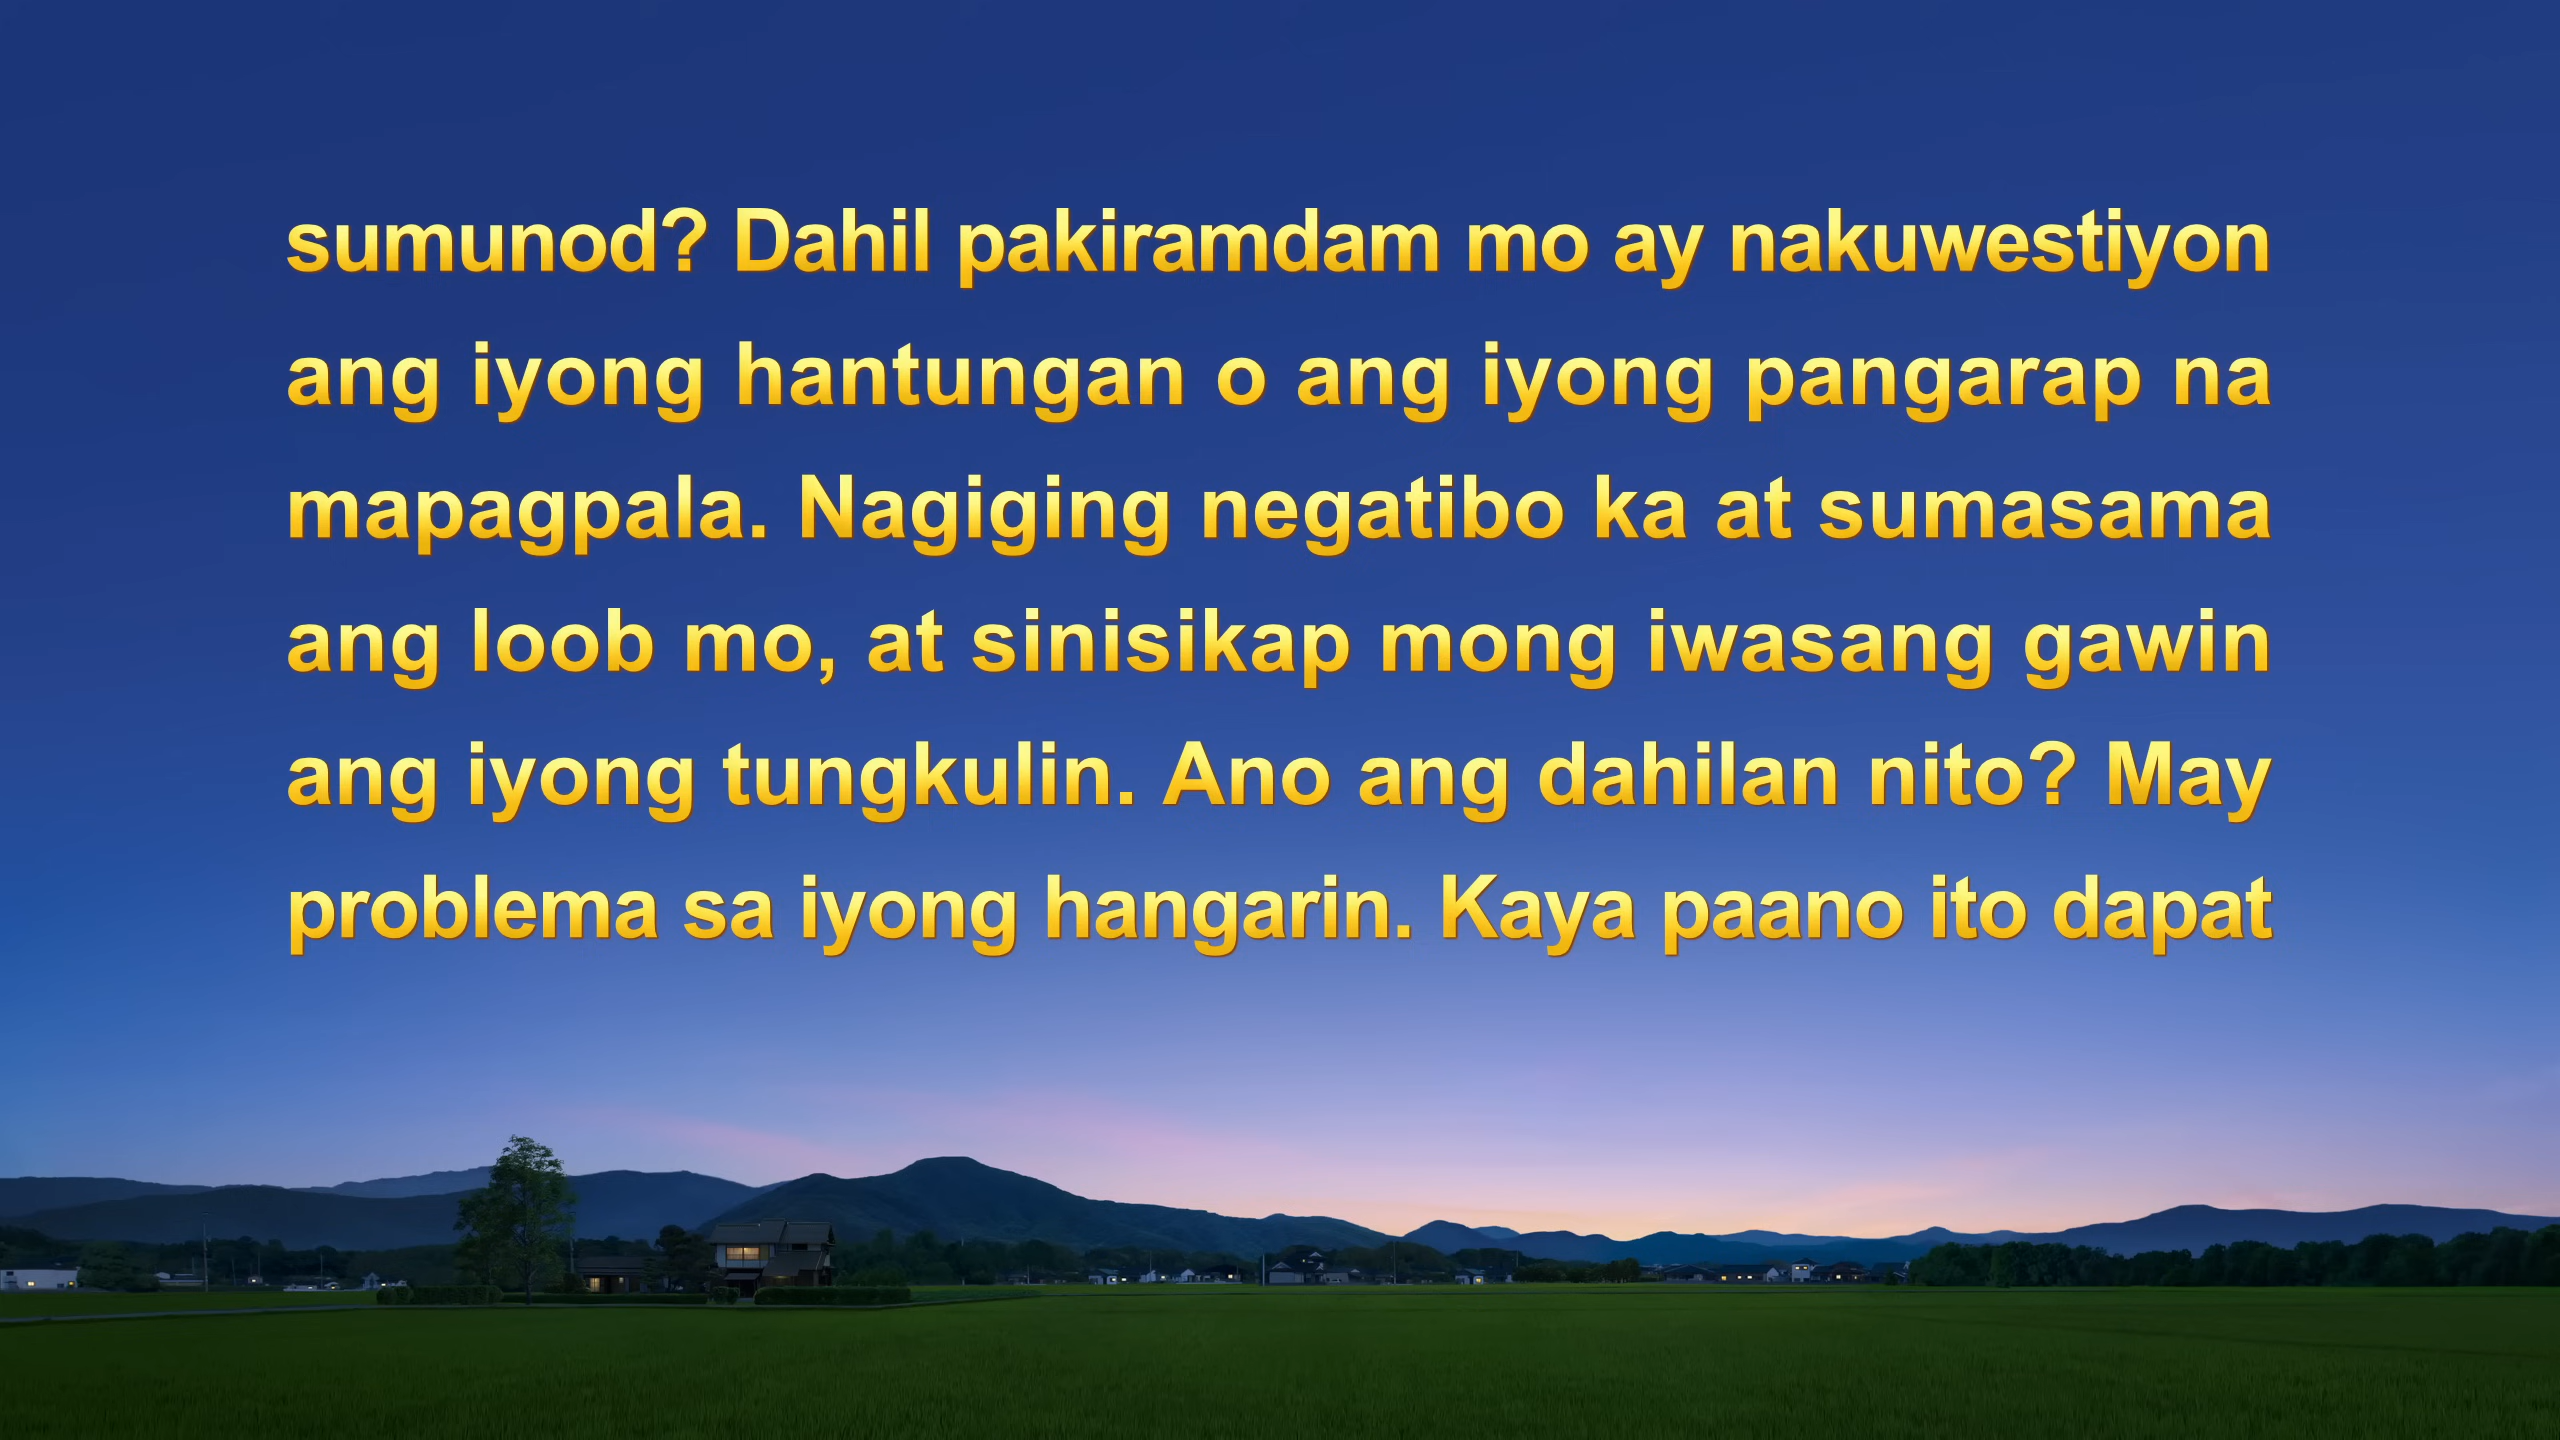 sumunod? Dahil pakiramdam mo ay nakuwestiyon
ang iyong hantungan o ang iyong pangarap na
mapagpala. Nagiging negatibo ka at sumasama
ang loob mo, at sinisikap mong iwasang gawin
ang iyong tungkulin. Ano ang dahilan nito? May
problema sa iyong hangarin. Kaya paano ito dapat